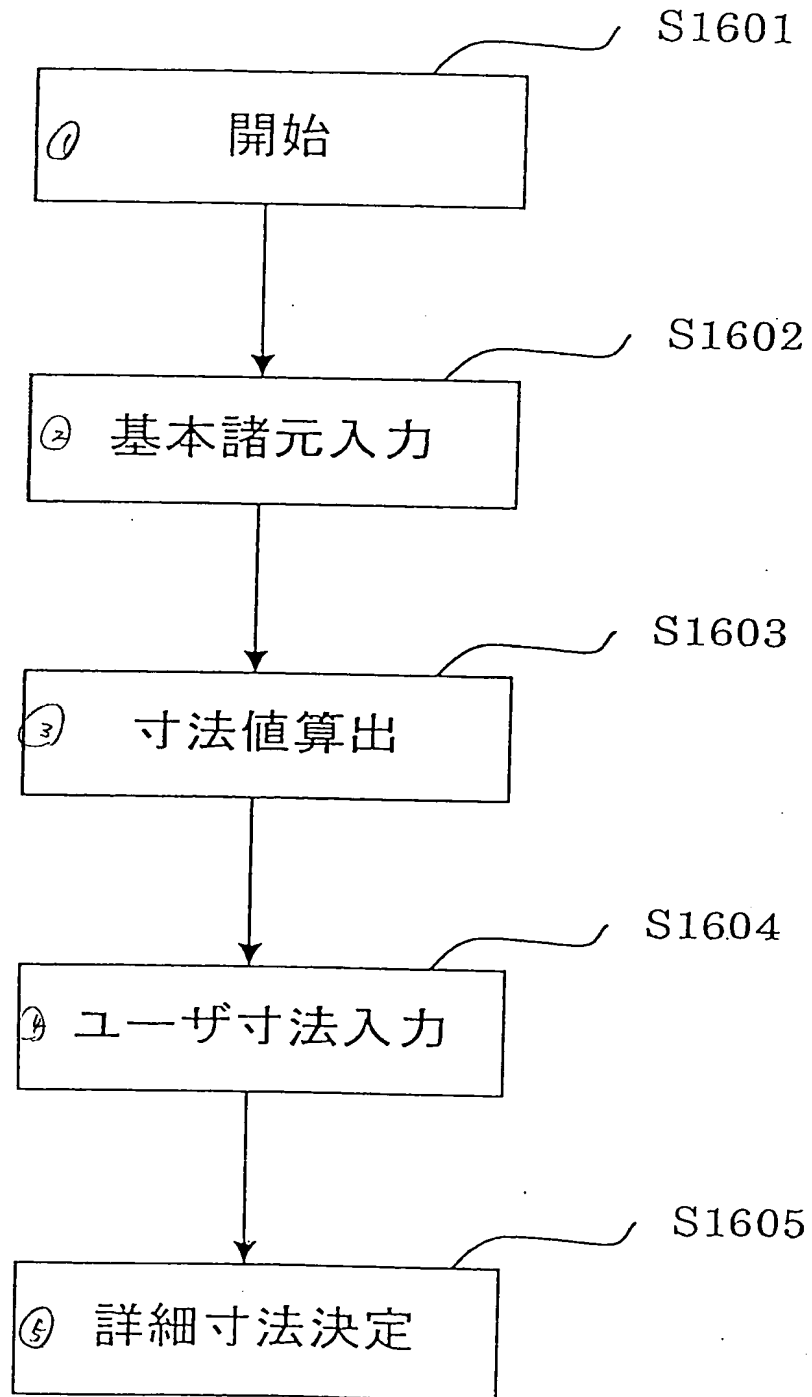 S1601
① 開始
S1602
② 基本諸元入力
S1603
③ 寸法値算出
S1604
④ ユーザ寸法入力
S1605
⑤ 詳細寸法決定